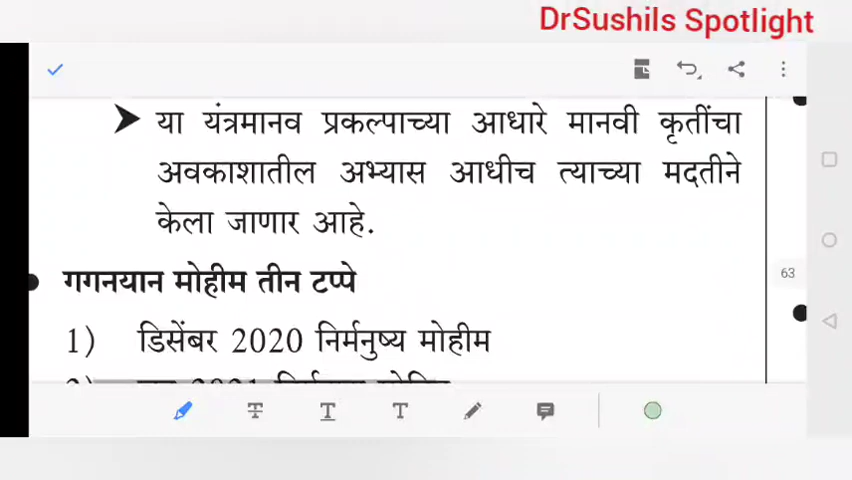 DrSushils Spotlight
या यंत्रमानव प्रकल्पाच्या आधारे मानवी कृतींचा
अवकाशातील अभ्यास आधीच त्याच्या मदतीने
केला जाणार आहे.
गगनयान मोहीम तीन टप्पे
63
1) डिसेंबर 2020 निर्मनुष्य मोहीम